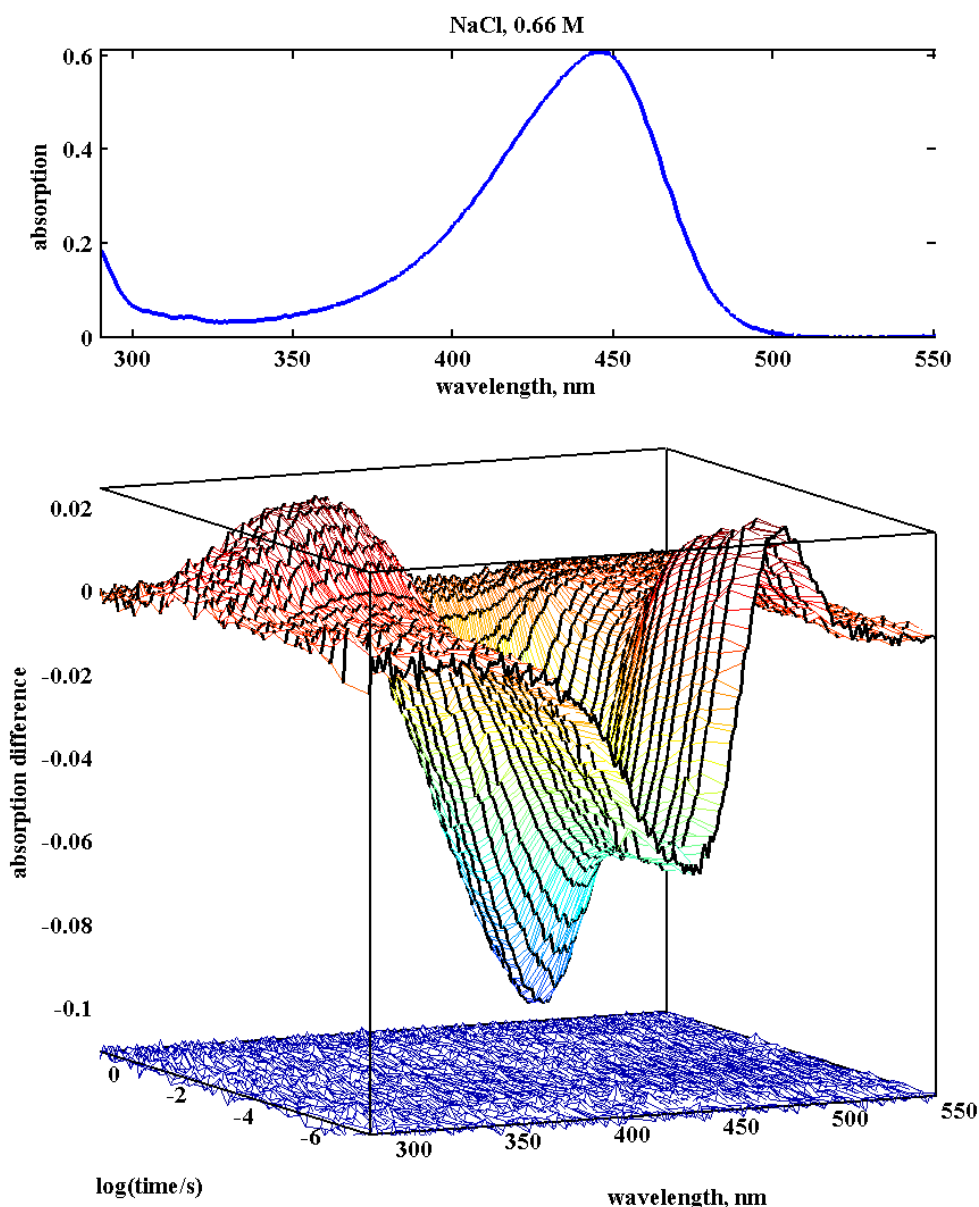 NaCl, 0.66 M
0.6
0.4
0.2
0
absorption
300 350 400 450 500 550
wavelength, nm
0.02
0
-0.02
-0.04
-0.06
-0.08
-0.1
absorption difference
0 -2 -4 -6
300 350 400 450 500 550
log(time/s)
wavelength, nm